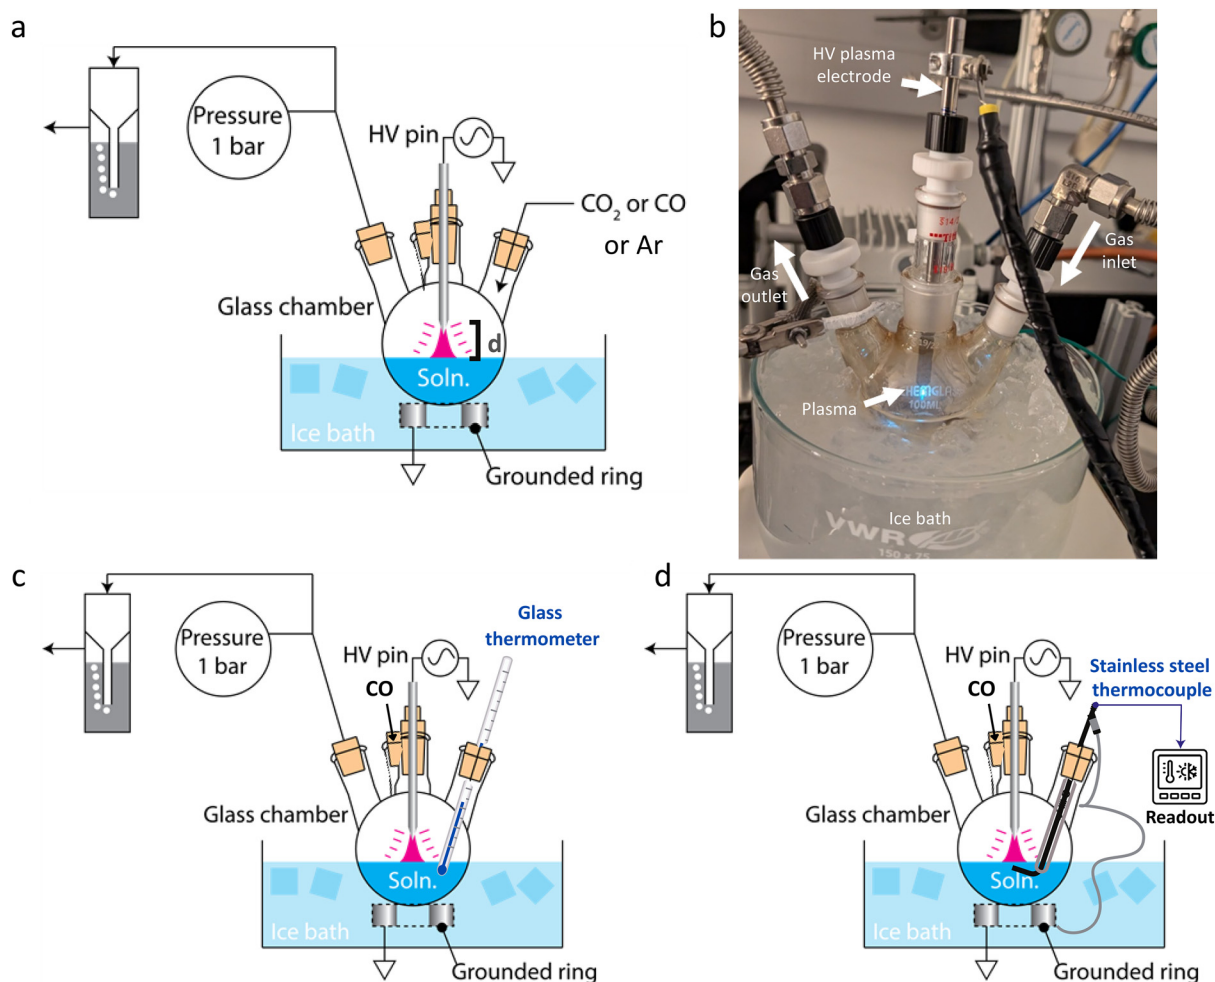 a
Pressure
1 bar
HV pin
CO₂ or CO
or Ar
Glass chamber
d
Soln.
Ice bath
Grounded ring
b
HV plasma
electrode
Gas
inlet
Gas
outlet
Plasma
CHEMGLASS
100ML
Ice bath
VWR
150 x 75
c
Glass
thermometer
Pressure
1 bar
HV pin
CO
Glass chamber
Soln.
Ice bath
Grounded ring
d
Stainless steel
thermocouple
Pressure
1 bar
HV pin
CO
Readout
Glass chamber
Soln.
Ice bath
Grounded ring